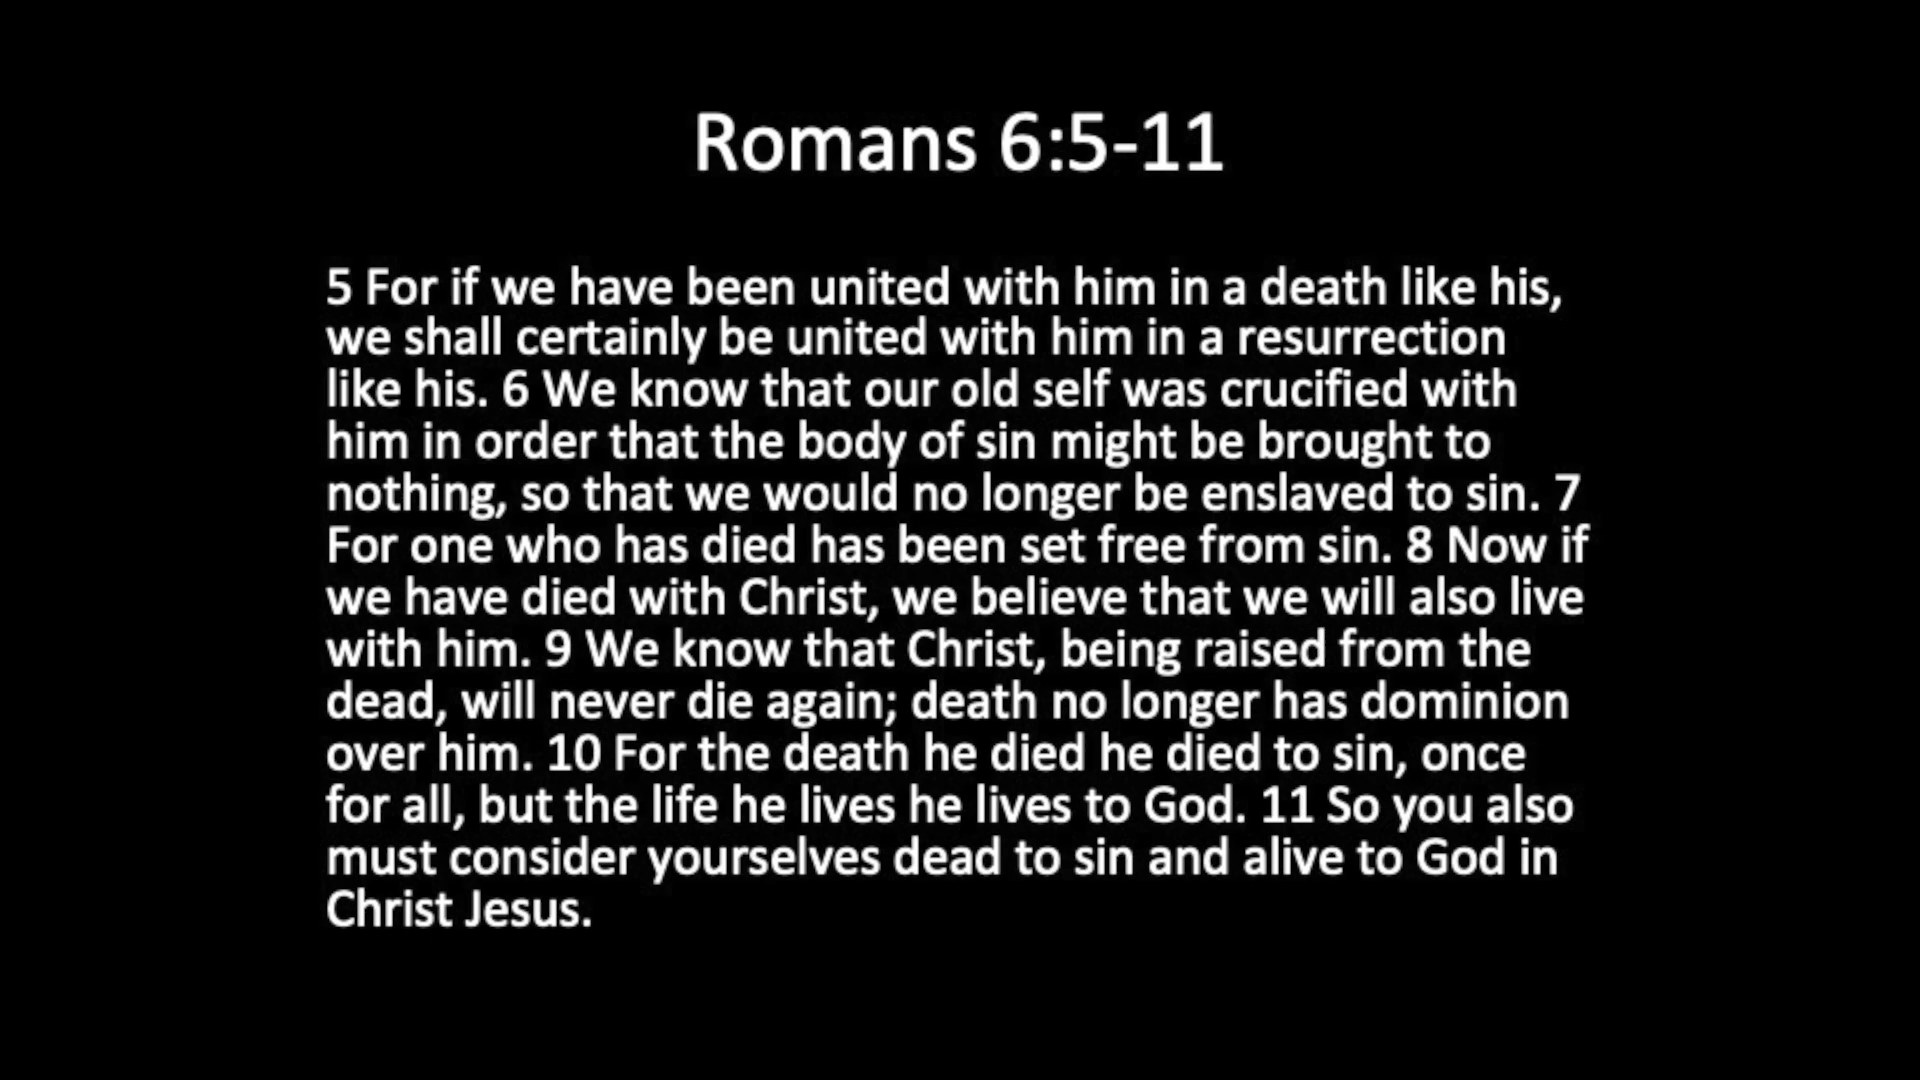 Romans 6:5-11
5 For if we have been united with him in a death like his,
we shall certainly be united with him in a resurrection
like his. 6 We know that our old self was crucified with
him in order that the body of sin might be brought to
nothing, so that we would no longer be enslaved to sin. 7
For one who has died has been set free from sin. 8 Now if
we have died with Christ, we believe that we will also live
with him. 9 We know that Christ, being raised from the
dead, will never die again; death no longer has dominion
over him. 10 For the death he died he died to sin, once
for all, but the life he lives he lives to God. 11 So you also
must consider yourselves dead to sin and alive to God in
Christ Jesus.